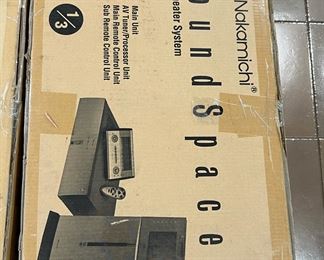 Nakamichi®
oundSpace
eater System
Main Unit
AV Tuner/Processor Unit
Main Remote Control Unit
Sub Remote Control Unit
1/3